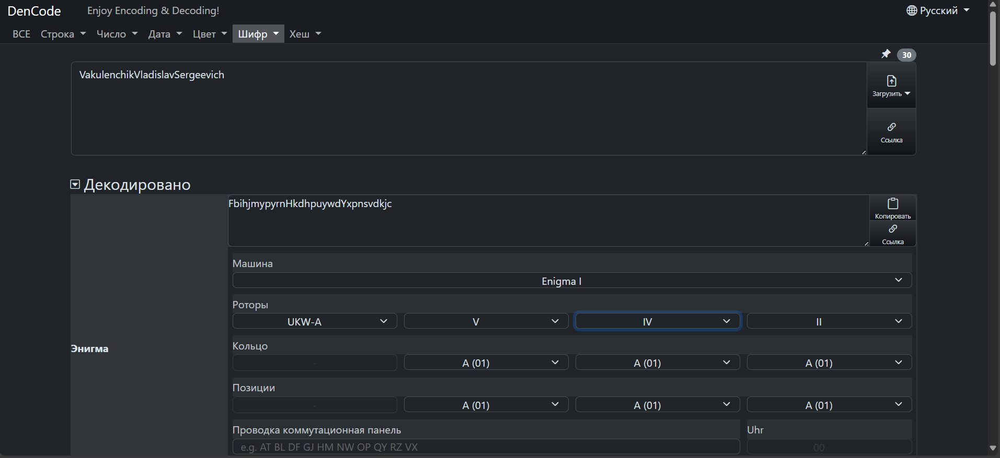 DenCode Enjoy Encoding & Decoding! Русский
ВСЕ Строка Число Дата Цвет Шифр Хеш
30
VakulenchikVladislavSergeevich
Загрузить
Ссылка
Декодировано
FbihjmypyrnHkdhpuywdYxpnsvdkjc
Копировать
Ссылка
Машина
Enigma I
Роторы
UKW-A V IV II
Энигма
Кольцо
- A (01) A (01) A (01)
Позиции
- A (01) A (01) A (01)
Проводка коммутационная панель Uhr
e.g. AT BL DF GJ HM NW OP QY RZ VX 00